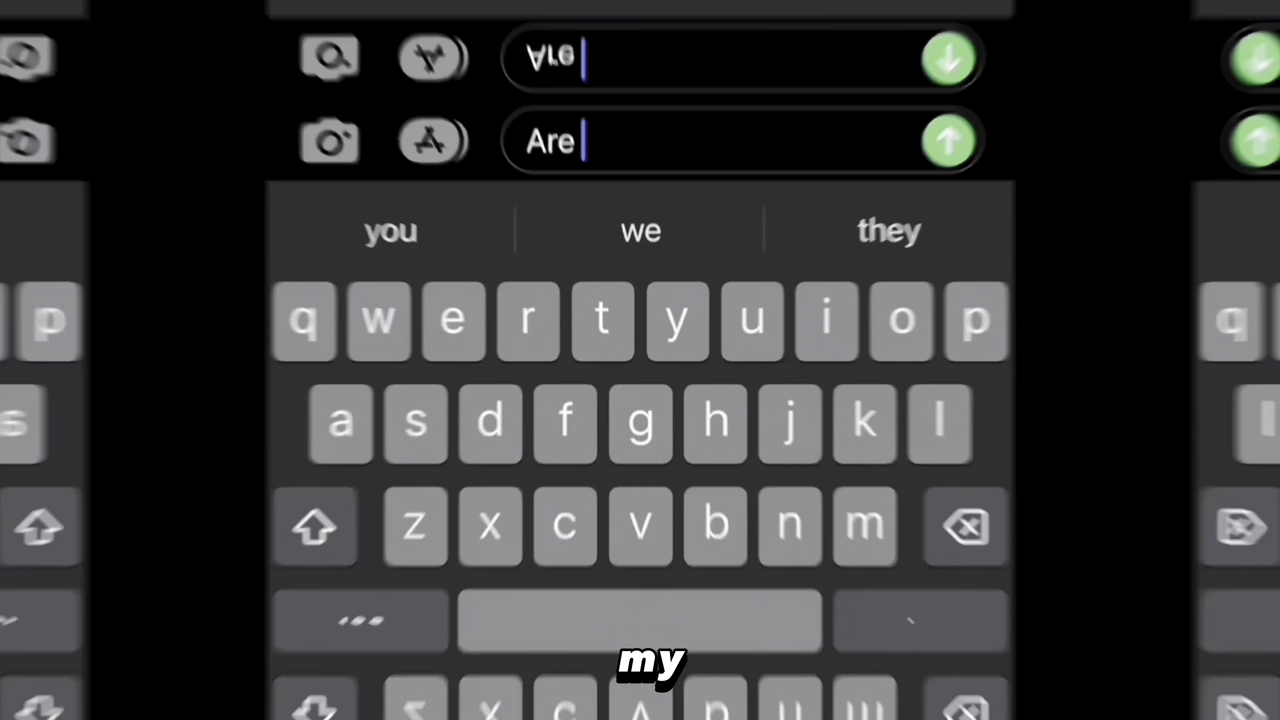 Are
Are
you we they
q w e r t y u i o p
a s d f g h j k l
z x c v b n m
my